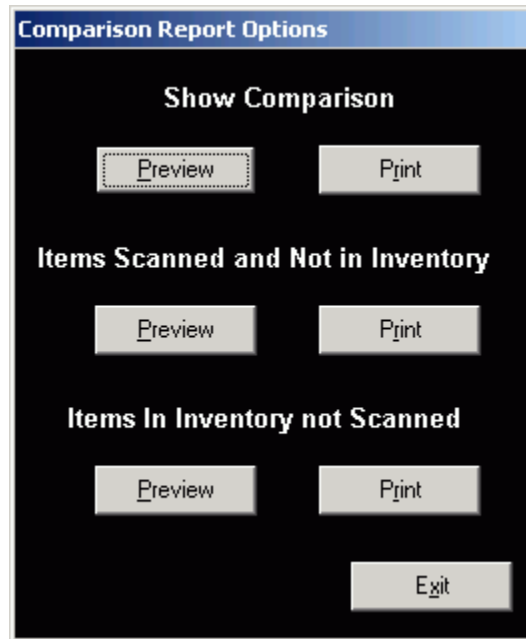 Comparison Report Options
Show Comparison
Preview Print
Items Scanned and Not in Inventory
Preview Print
Items In Inventory not Scanned
Preview Print
Exit